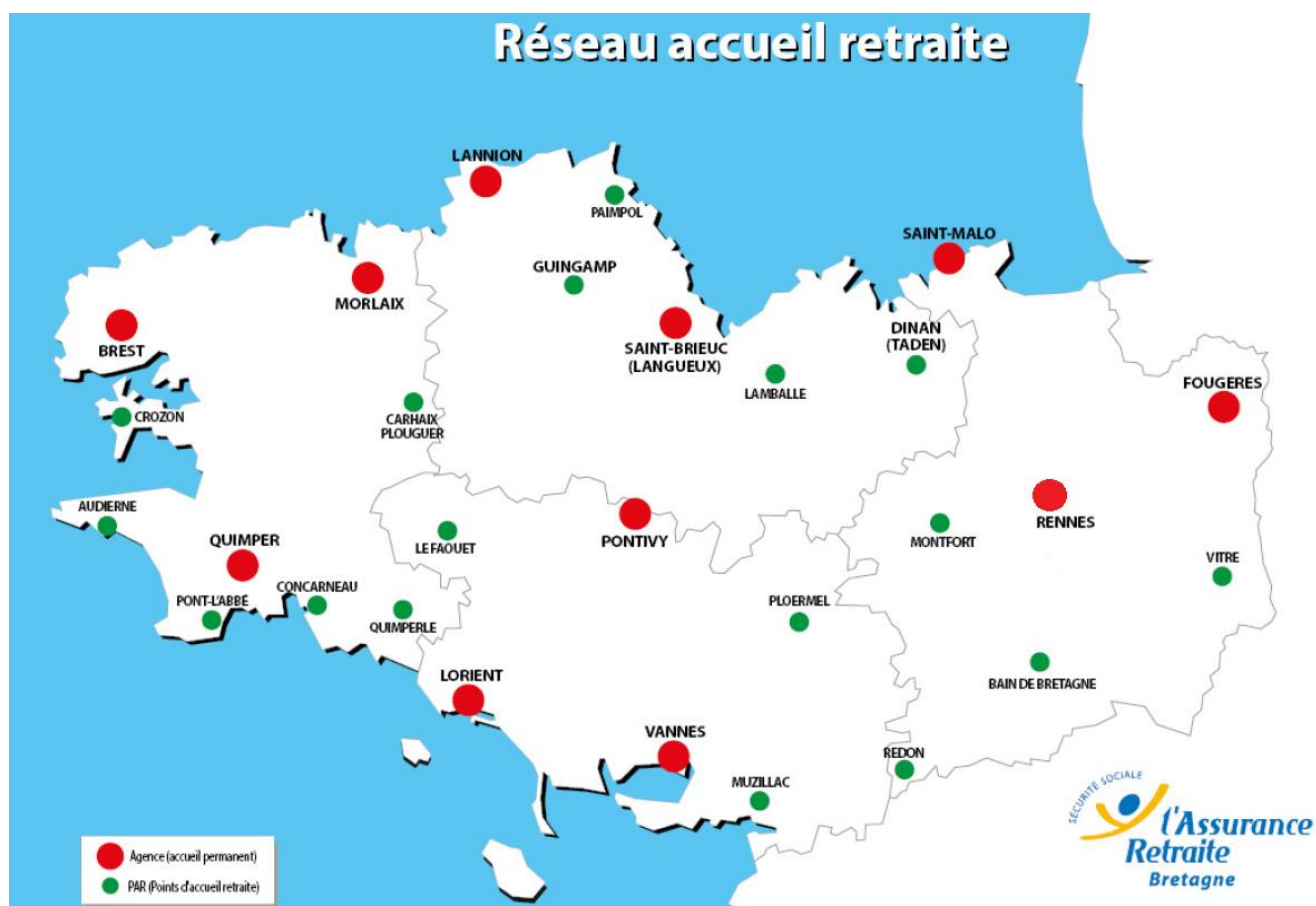 Réseau accueil retraite
LANNION
PAIMPOL
SAINT-MALO
GUINGAMP
MORLAIX
BREST
SAINT-BRIEUC
(LANGUEUX)
DINAN
(TADEN)
LAMBALLE
FOUGERES
CROZON
CARHAIX
PLOUGUER
AUDIERNE
QUIMPER
LE FAOUET
PONTIVY
MONTFORT
RENNES
VITRE
PONT-L'ABBÉ
CONCARNEAU
QUIMPERLE
PLOERMEL
LORIENT
BAIN DE BRETAGNE
VANNES
MUZILLAC
REDON
Agence (accueil permanent)
PAR (Points d'accueil retraite)
SÉCURITÉ SOCIALE
l'Assurance
Retraite
Bretagne